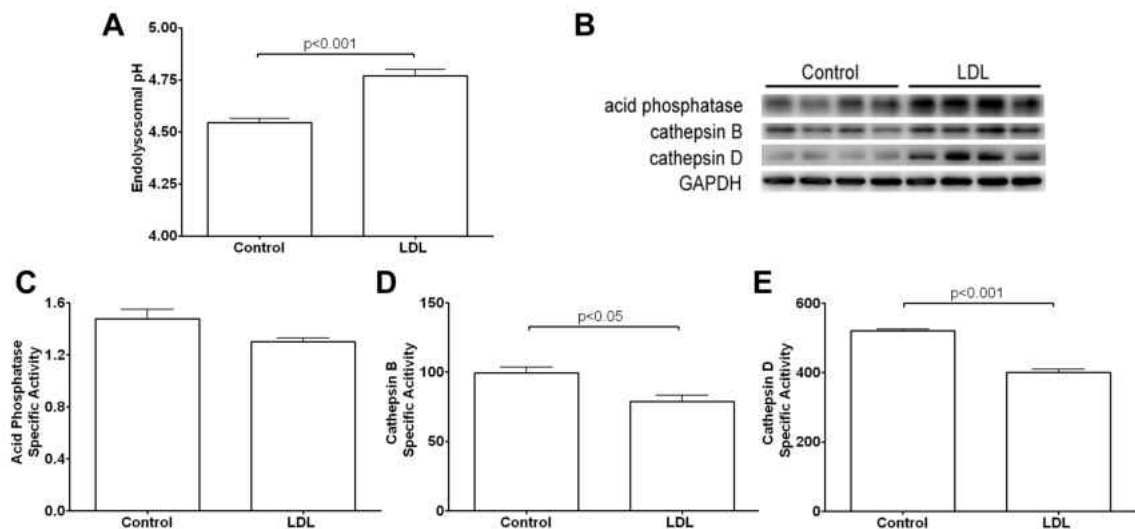 A
Endolysosomal pH
5.00
4.75
4.50
4.25
4.00
p<0.001
Control
LDL
B
Control
LDL
acid phosphatase
cathepsin B
cathepsin D
GAPDH
C
Acid Phosphatase
Specific Activity
1.6
1.2
0.8
0.4
0.0
Control
LDL
D
Cathepsin B
Specific Acitivity
150
100
50
0
p<0.05
Control
LDL
E
Cathepsin D
Specific Acitivity
600
400
200
0
p<0.001
Control
LDL